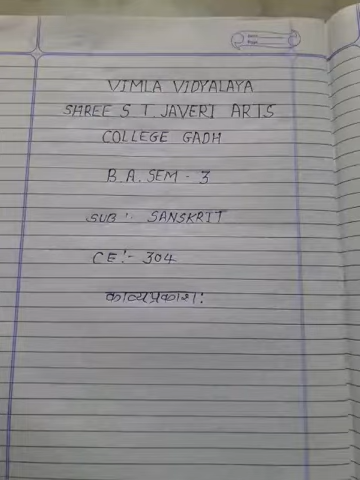 VIMLA VIDYALAYA
SHREE S T JAVERI ARTS
COLLEGE GADH
B.A. SEM - 3
SUB :- SANSKRIT
CE :- 304
काव्यप्रकाशः